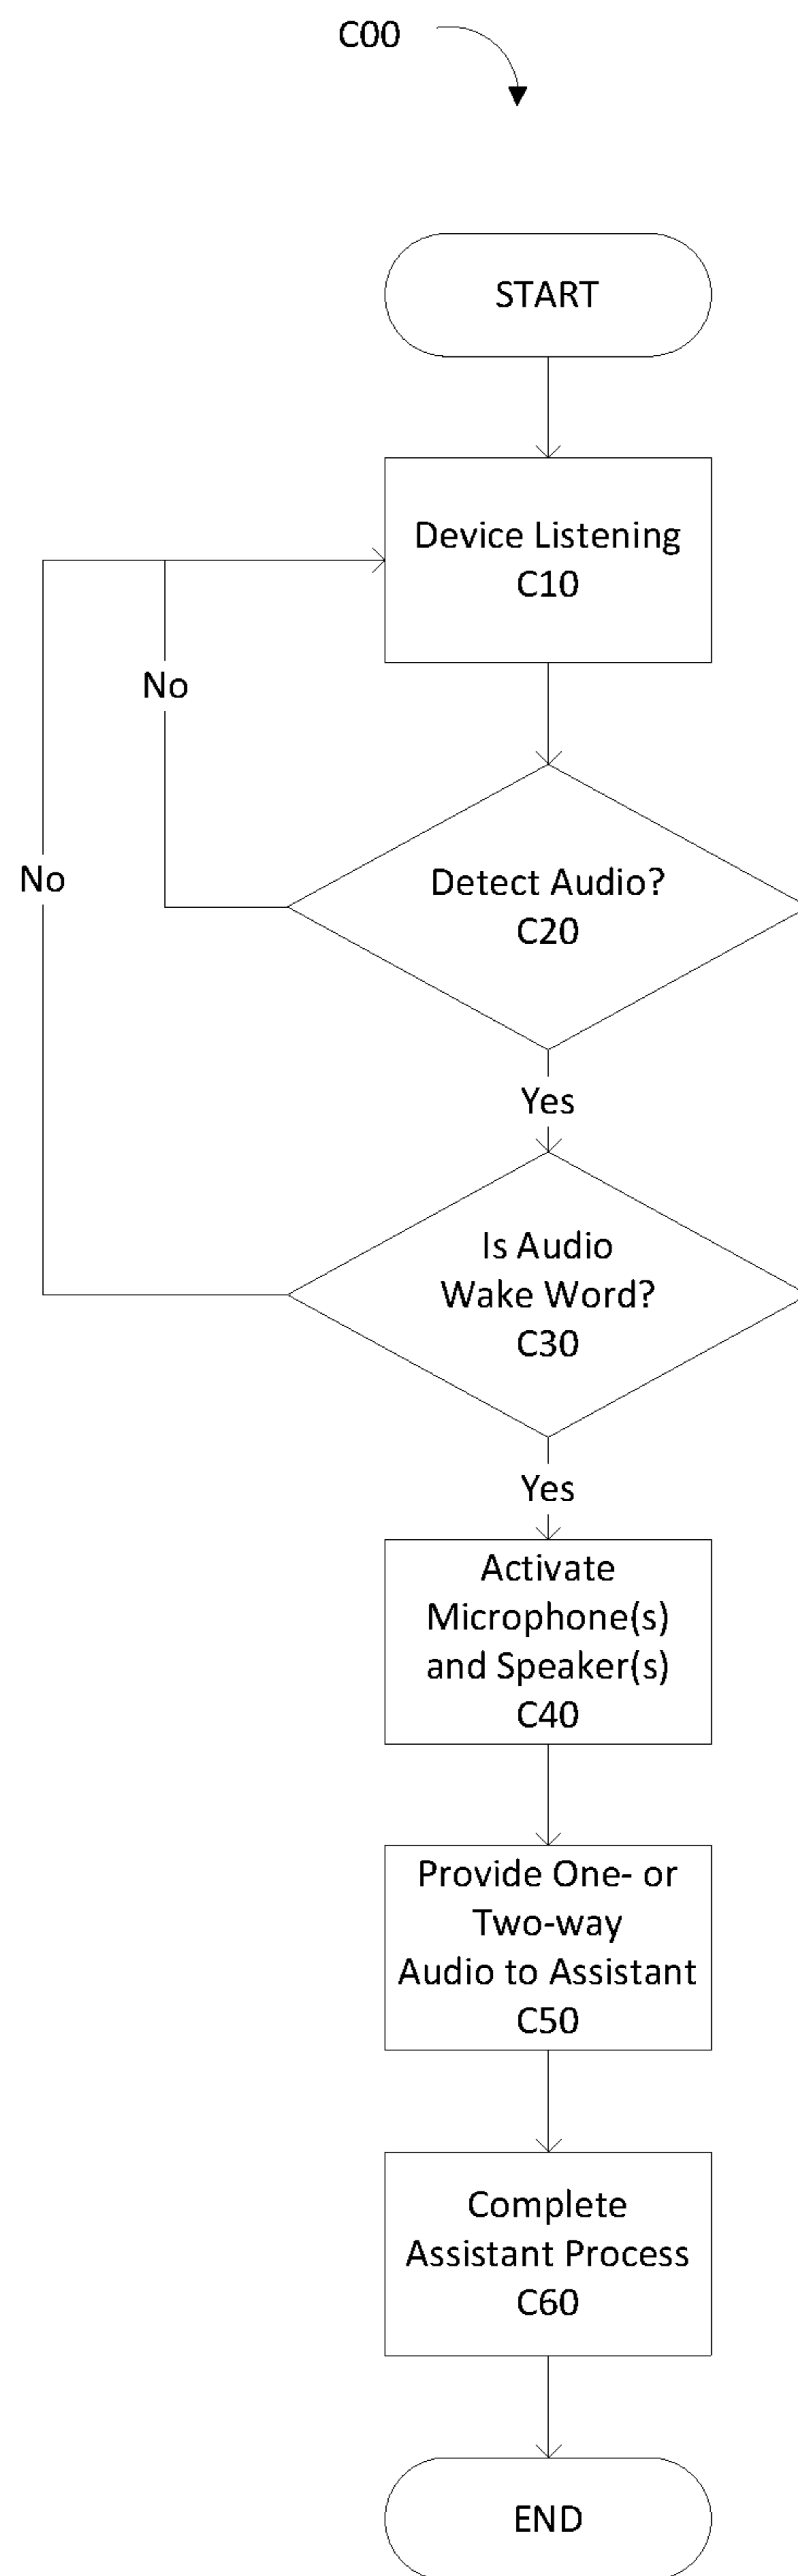 C00
START
Device Listening
C10
No
Detect Audio?
C20
No
Yes
Is Audio
Wake Word?
C30
Yes
Activate
Microphone(s)
and Speaker(s)
C40
Provide One- or
Two-way
Audio to Assistant
C50
Complete
Assistant Process
C60
END